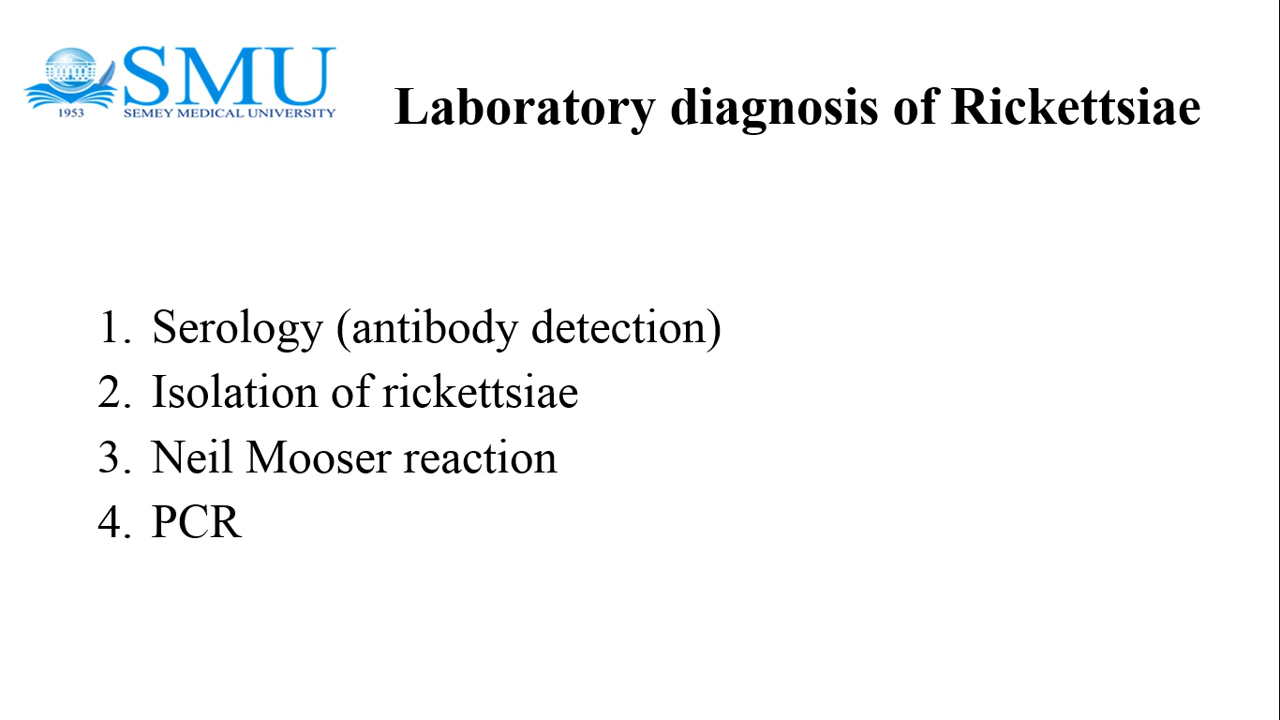 SMU
1953
SEMEY MEDICAL UNIVERSITY
Laboratory diagnosis of Rickettsiae
1. Serology (antibody detection)
2. Isolation of rickettsiae
3. Neil Mooser reaction
4. PCR